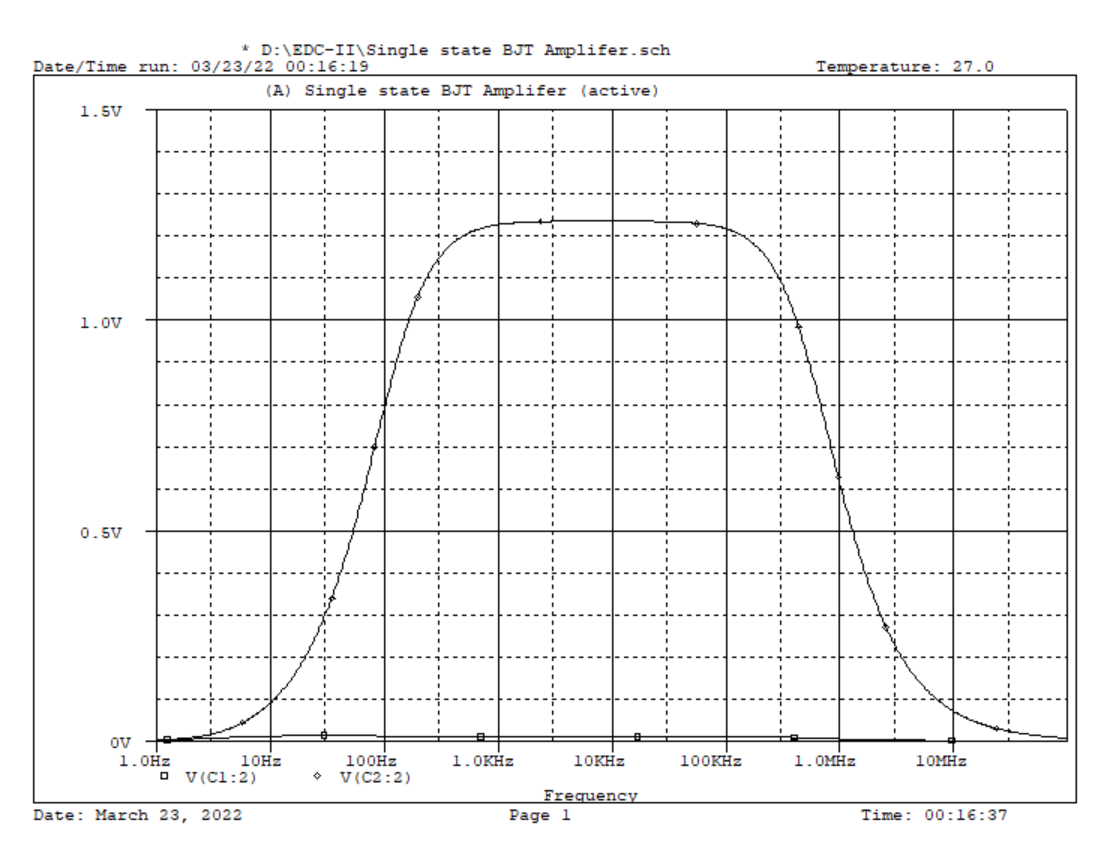 * D:\EDC-II\Single state BJT Amplifer.sch
Date/Time run: 03/23/22 00:16:19 Temperature: 27.0
(A) Single state BJT Amplifer (active)
1.5V
1.0V
0.5V
0V
1.0Hz 10Hz 100Hz 1.0KHz 10KHz 100KHz 1.0MHz 10MHz
V(C1:2) V(C2:2)
Frequency
Date: March 23, 2022 Page 1 Time: 00:16:37